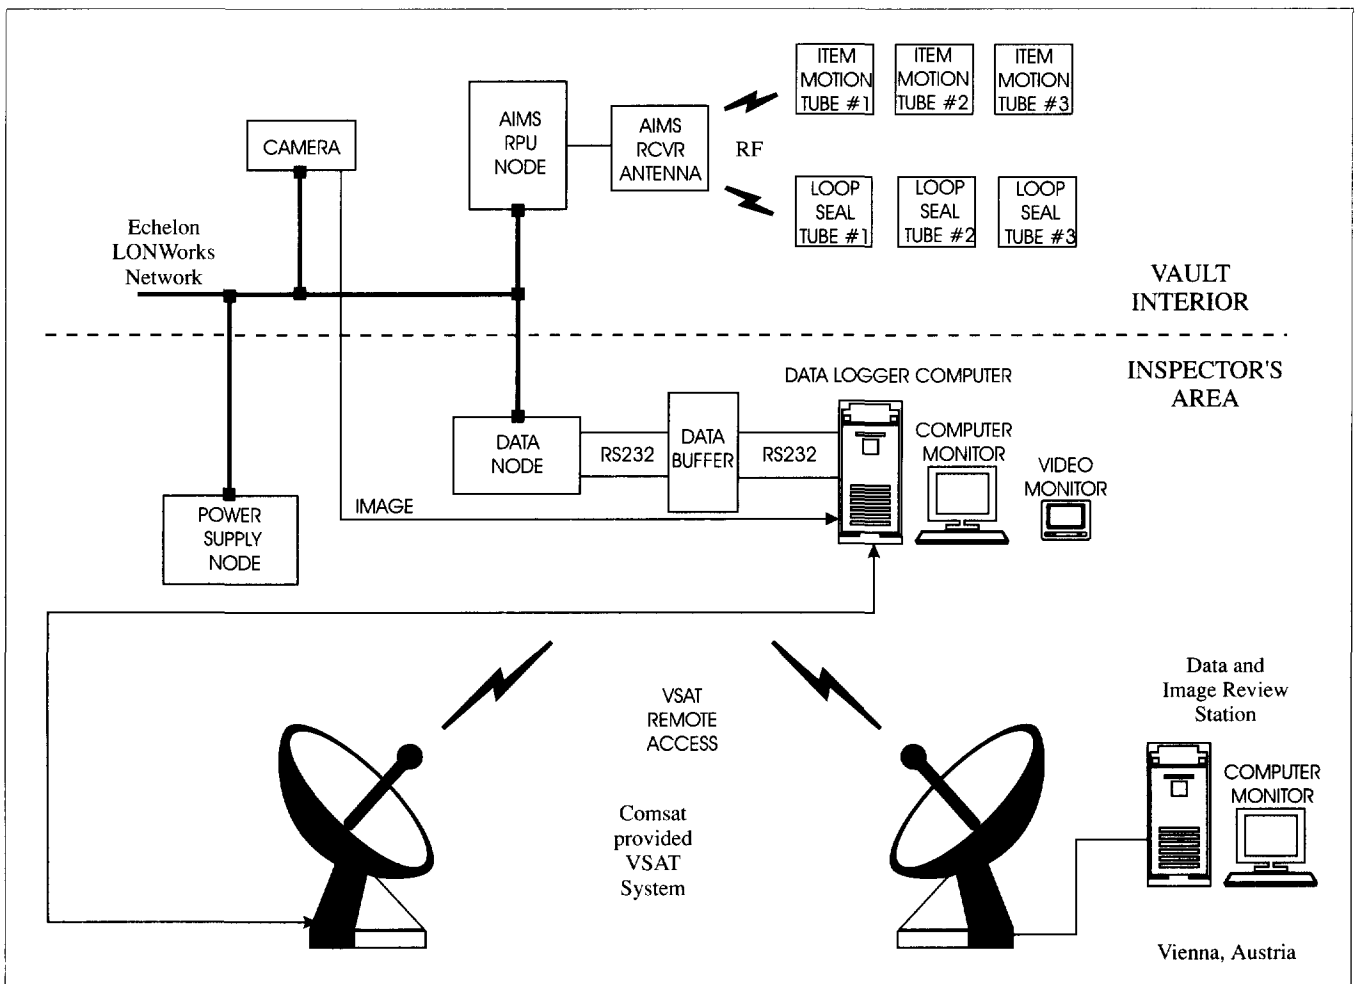 ITEM
MOTION
TUBE #1
ITEM
MOTION
TUBE #2
ITEM
MOTION
TUBE #3
AIMS
RPU
NODE
AIMS
RCVR
ANTENNA
RF
CAMERA
LOOP
SEAL
TUBE #1
LOOP
SEAL
TUBE #2
LOOP
SEAL
TUBE #3
Echelon
LONWorks
Network
VAULT
INTERIOR
INSPECTOR'S
AREA
DATA LOGGER COMPUTER
DATA
NODE
RS232
DATA
BUFFER
RS232
COMPUTER
MONITOR
VIDEO
MONITOR
IMAGE
POWER
SUPPLY
NODE
VSAT
REMOTE
ACCESS
Data and
Image Review
Station
COMPUTER
MONITOR
Comsat
provided
VSAT
System
Vienna, Austria